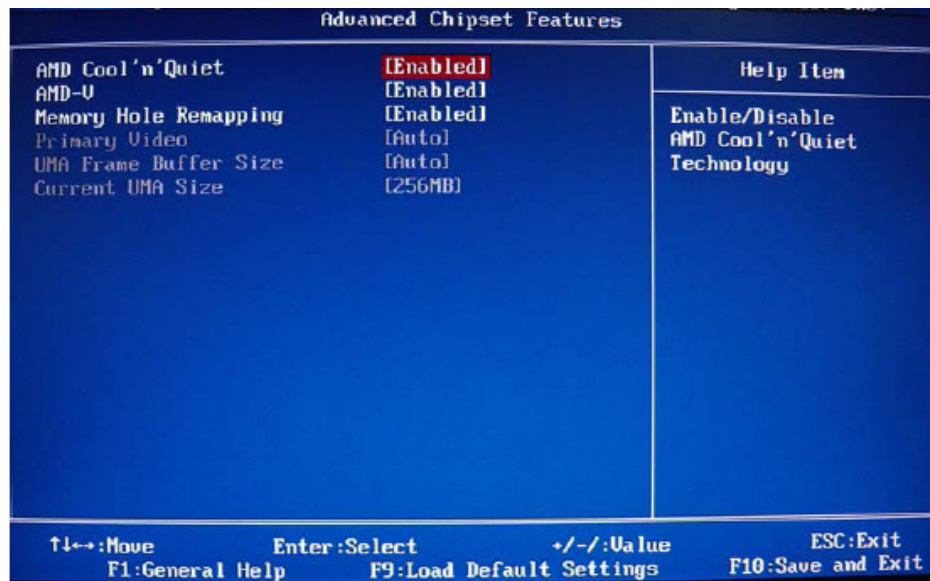 Advanced Chipset Features
AMD Cool'n'Quiet [Enabled]
AMD-V [Enabled]
Memory Hole Remapping [Enabled]
Primary Video [Auto]
UMA Frame Buffer Size [Auto]
Current UMA Size [256MB]
Help Item
Enable/Disable
AMD Cool'n'Quiet
Technology
↑↓←→:Move Enter:Select +/-/:Value ESC:Exit
F1:General Help F9:Load Default Settings F10:Save and Exit